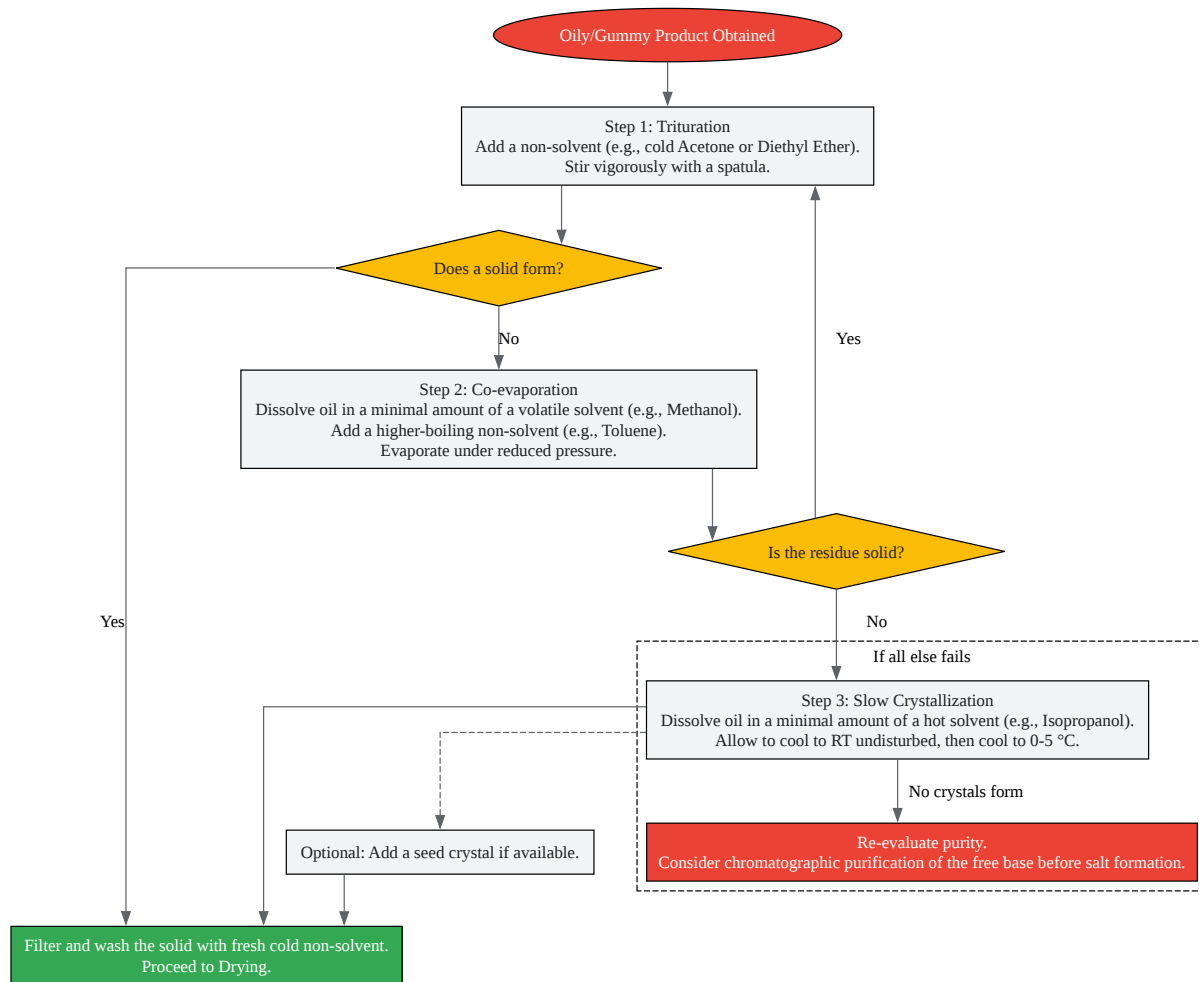 Oily/Gummy Product Obtained
Step 1: Trituration
Add a non-solvent (e.g., cold Acetone or Diethyl Ether).
Stir vigorously with a spatula.
Does a solid form?
No
Yes
Step 2: Co-evaporation
Dissolve oil in a minimal amount of a volatile solvent (e.g., Methanol).
Add a higher-boiling non-solvent (e.g., Toluene).
Evaporate under reduced pressure.
Is the residue solid?
Yes
No
If all else fails
Step 3: Slow Crystallization
Dissolve oil in a minimal amount of a hot solvent (e.g., Isopropanol).
Allow to cool to RT undisturbed, then cool to 0-5 °C.
No crystals form
Optional: Add a seed crystal if available.
Re-evaluate purity.
Consider chromatographic purification of the free base before salt formation.
Filter and wash the solid with fresh cold non-solvent.
Proceed to Drying.